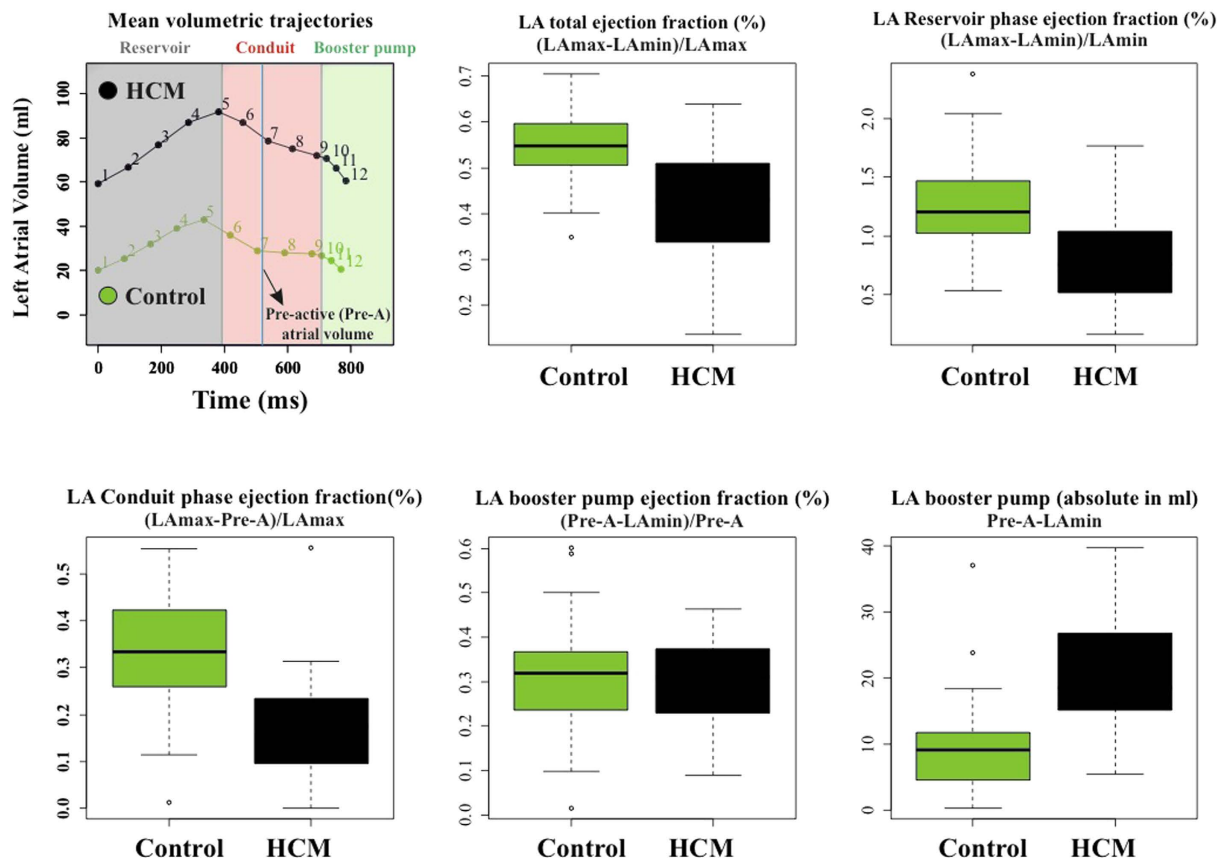 Mean volumetric trajectories
Reservoir Conduit Booster pump
Left Atrial Volume (ml)
100
80
60
40
20
0
HCM
1 2 3 4 5 6 7 8 9 10 11 12
1 2 3 4 5 6 7 8 9 10 11 12
Control
Pre-active (Pre-A)
atrial volume
0 200 400 600 800
Time (ms)
LA total ejection fraction (%)
(LAmax-LAmin)/LAmax
0.7
0.6
0.5
0.4
0.3
0.2
Control HCM
LA Reservoir phase ejection fraction (%)
(LAmax-LAmin)/LAmin
2.0
1.5
1.0
0.5
Control HCM
LA Conduit phase ejection fraction(%)
(LAmax-Pre-A)/LAmax
0.5
0.4
0.3
0.2
0.1
0.0
Control HCM
LA booster pump ejection fraction (%)
(Pre-A-LAmin)/Pre-A
0.6
0.5
0.4
0.3
0.2
0.1
0.0
Control HCM
LA booster pump (absolute in ml)
Pre-A-LAmin
40
30
20
10
0
Control HCM